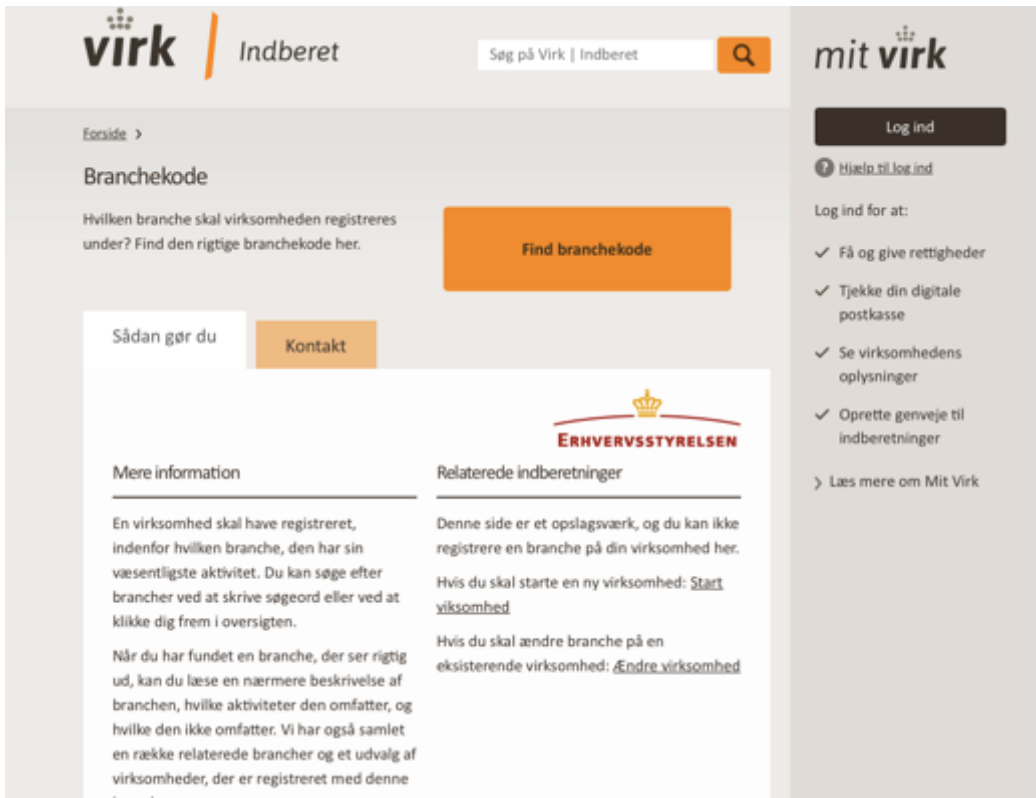 virk Indberet
Søg på Virk | Indberet
Forside >
Branchekode
Hvilken branche skal virksomheden registreres
under? Find den rigtige branchekode her.
Find branchekode
Sådan gør du
Kontakt
ERHVERVSSTYRELSEN
Mere information
En virksomhed skal have registreret,
indenfor hvilken branche, den har sin
væsentligste aktivitet. Du kan søge efter
brancher ved at skrive søgeord eller ved at
klikke dig frem i oversigten.
Når du har fundet en branche, der ser rigtig
ud, kan du læse en nærmere beskrivelse af
branchen, hvilke aktiviteter den omfatter, og
hvilke den ikke omfatter. Vi har også samlet
en række relaterede brancher og et udvalg af
virksomheder, der er registreret med denne
Relaterede indberetninger
Denne side er et opslagsværk, og du kan ikke
registrere en branche på din virksomhed her.
Hvis du skal starte en ny virksomhed: Start
viksomhed
Hvis du skal ændre branche på en
eksisterende virksomhed: Ændre virksomhed
mit virk
Log ind
? Hjælp til log ind
Log ind for at:
✓ Få og give rettigheder
✓ Tjekke din digitale
postkasse
✓ Se virksomhedens
oplysninger
✓ Oprette genveje til
indberetninger
> Læs mere om Mit Virk